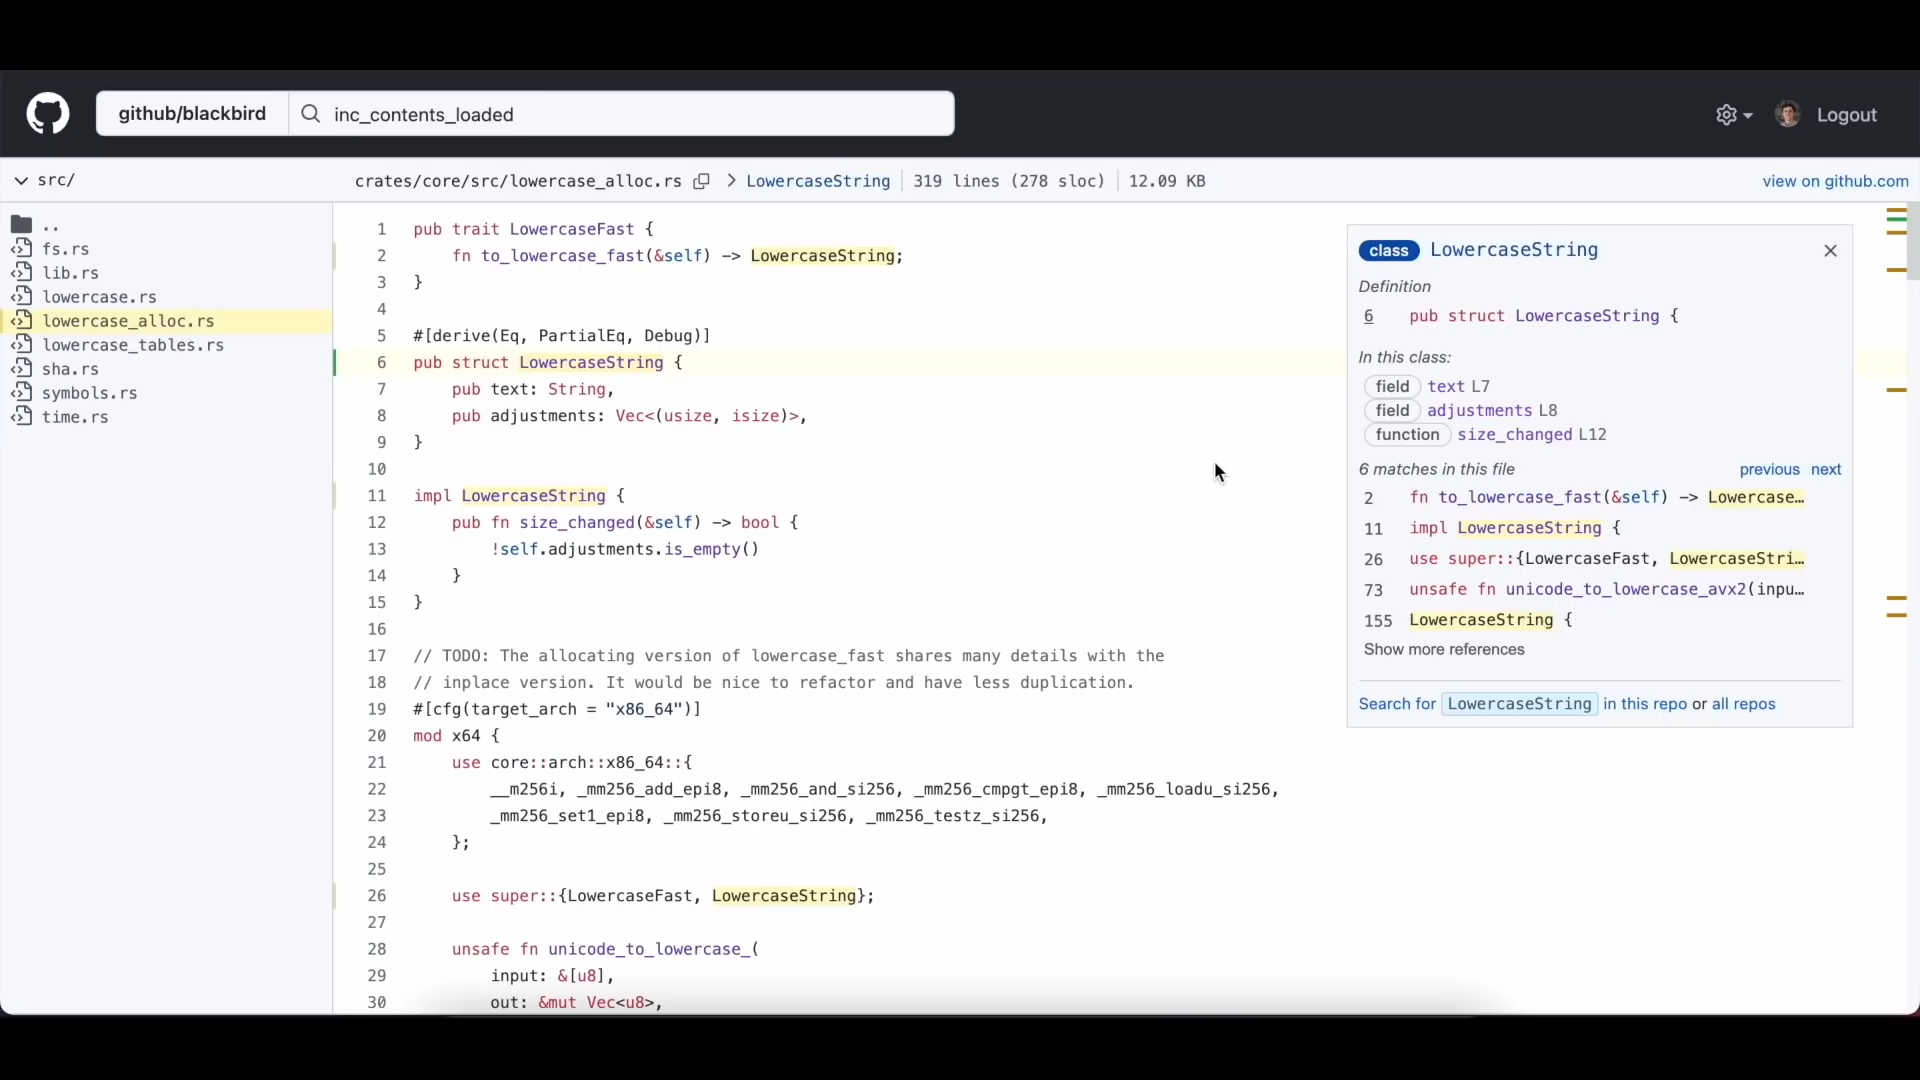 github/blackbird inc_contents_loaded Logout
src/
crates/core/src/lowercase_alloc.rs > LowercaseString 319 lines (278 sloc) 12.09 KB view on github.com
..
fs.rs
lib.rs
lowercase.rs
lowercase_alloc.rs
lowercase_tables.rs
sha.rs
symbols.rs
time.rs
1 pub trait LowercaseFast {
2 fn to_lowercase_fast(&self) -> LowercaseString;
3 }
4
5 #[derive(Eq, PartialEq, Debug)]
6 pub struct LowercaseString {
7 pub text: String,
8 pub adjustments: Vec<(usize, isize)>,
9 }
10
11 impl LowercaseString {
12 pub fn size_changed(&self) -> bool {
13 !self.adjustments.is_empty()
14 }
15 }
16
17 // TODO: The allocating version of lowercase_fast shares many details with the
18 // inplace version. It would be nice to refactor and have less duplication.
19 #[cfg(target_arch = "x86_64")]
20 mod x64 {
21 use core::arch::x86_64::{
22 __m256i, _mm256_add_epi8, _mm256_and_si256, _mm256_cmpgt_epi8, _mm256_loadu_si256,
23 _mm256_set1_epi8, _mm256_storeu_si256, _mm256_testz_si256,
24 };
25
26 use super::{LowercaseFast, LowercaseString};
27
28 unsafe fn unicode_to_lowercase_(
29 input: &[u8],
30 out: &mut Vec<u8>,
class LowercaseString
Definition
6 pub struct LowercaseString {
In this class:
field text L7
field adjustments L8
function size_changed L12
6 matches in this file previous next
2 fn to_lowercase_fast(&self) -> Lowercase…
11 impl LowercaseString {
26 use super::{LowercaseFast, LowercaseStri…
73 unsafe fn unicode_to_lowercase_avx2(inpu…
155 LowercaseString {
Show more references
Search for LowercaseString in this repo or all repos